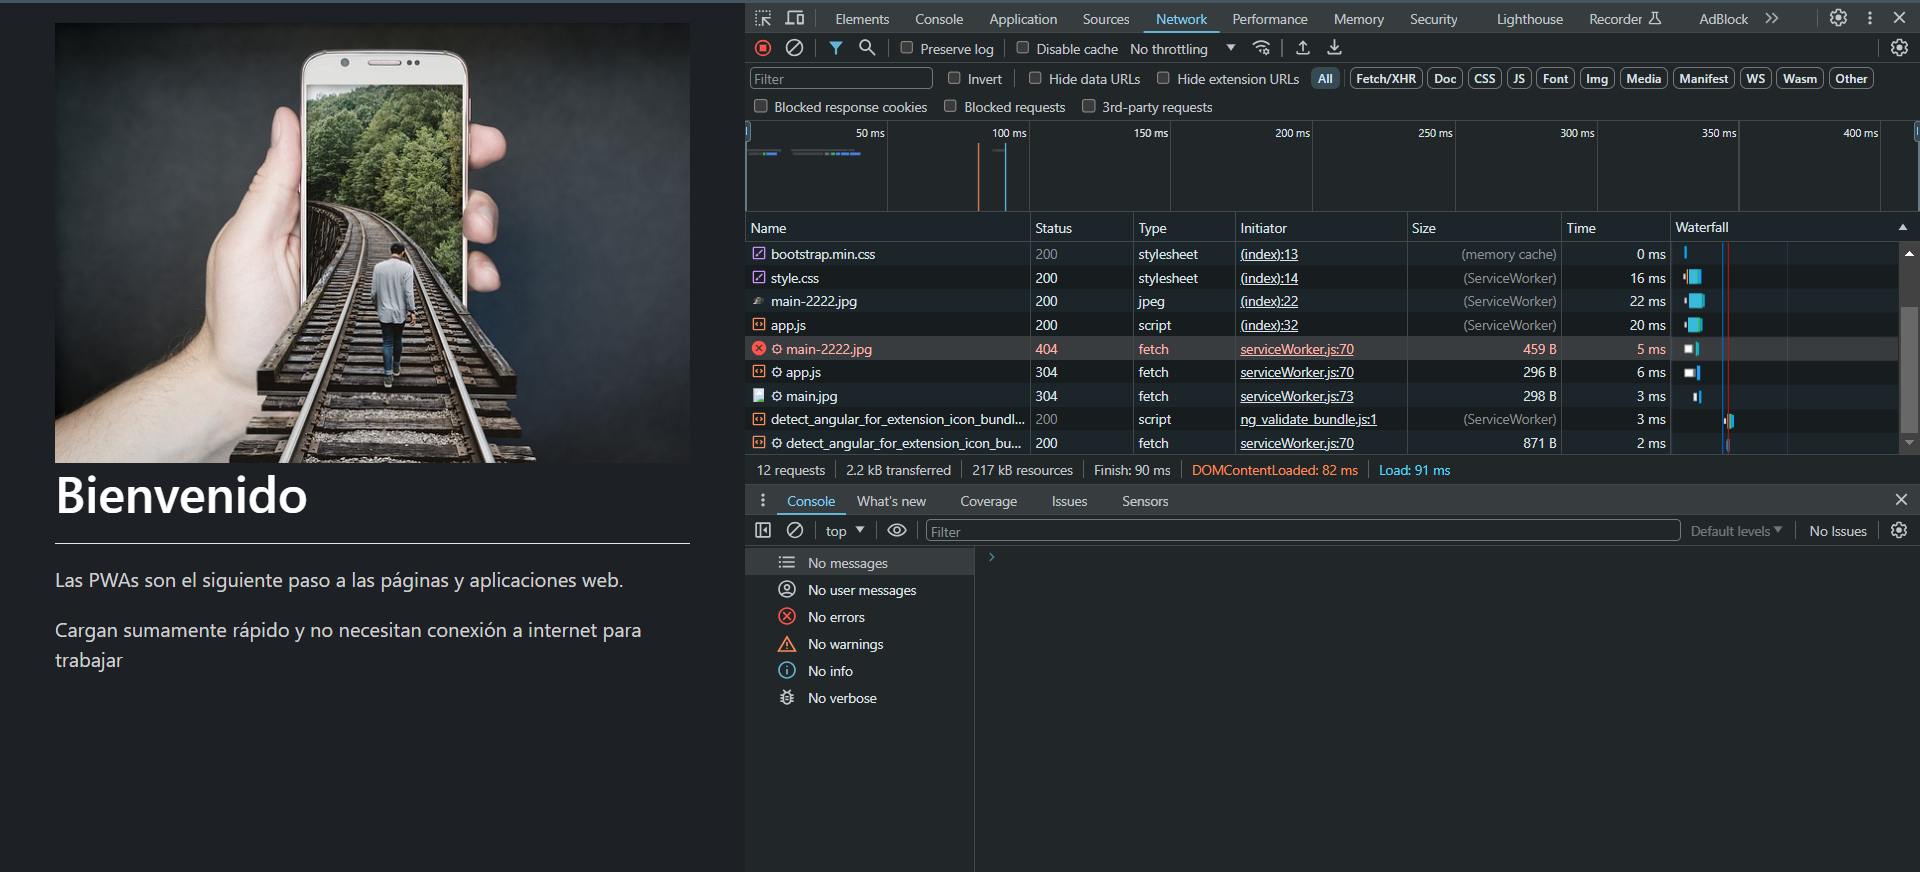 Bienvenido
Las PWAs son el siguiente paso a las páginas y aplicaciones web.
Cargan sumamente rápido y no necesitan conexión a internet para
trabajar
Elements Console Application Sources Network Performance Memory Security Lighthouse Recorder AdBlock
Preserve log Disable cache No throttling
Filter Invert Hide data URLs Hide extension URLs All Fetch/XHR Doc CSS JS Font Img Media Manifest WS Wasm Other
Blocked response cookies Blocked requests 3rd-party requests
50 ms 100 ms 150 ms 200 ms 250 ms 300 ms 350 ms 400 ms
Name Status Type Initiator Size Time Waterfall
bootstrap.min.css 200 stylesheet (index):13 (memory cache) 0 ms
style.css 200 stylesheet (index):14 (ServiceWorker) 16 ms
main-2222.jpg 200 jpeg (index):22 (ServiceWorker) 22 ms
app.js 200 script (index):32 (ServiceWorker) 20 ms
main-2222.jpg 404 fetch serviceWorker.js:70 459 B 5 ms
app.js 304 fetch serviceWorker.js:70 296 B 6 ms
main.jpg 304 fetch serviceWorker.js:73 298 B 3 ms
detect_angular_for_extension_icon_bundl... 200 script ng_validate_bundle.js:1 (ServiceWorker) 3 ms
detect_angular_for_extension_icon_bu... 200 fetch serviceWorker.js:70 871 B 2 ms
12 requests 2.2 kB transferred 217 kB resources Finish: 90 ms DOMContentLoaded: 82 ms Load: 91 ms
Console What's new Coverage Issues Sensors
top Filter Default levels No Issues
No messages
No user messages
No errors
No warnings
No info
No verbose